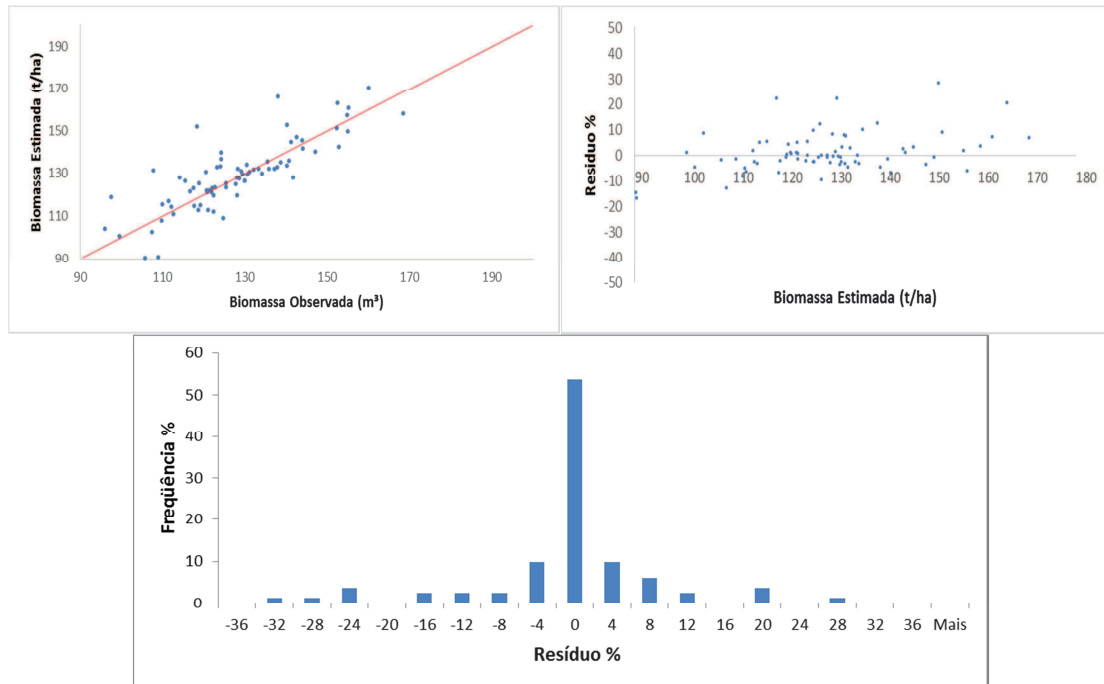 Biomassa Estimada (t/ha)
190
170
150
130
110
90
90 110 130 150 170 190
Biomassa Observada (m³)
Residuo %
50
40
30
20
10
0
-10
-20
-30
-40
-50
90 100 110 120 130 140 150 160 170 180
Biomassa Estimada (t/ha)
Freqüência %
60
50
40
30
20
10
0
-36 -32 -28 -24 -20 -16 -12 -8 -4 0 4 8 12 16 20 24 28 32 36 Mais
Resíduo %